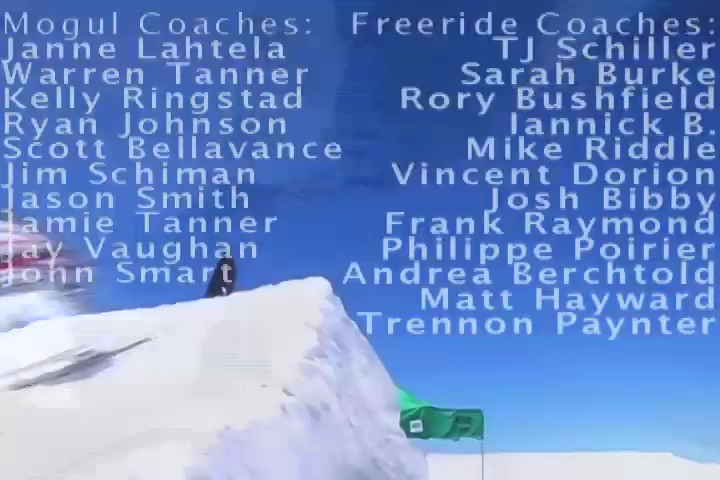 Mogul Coaches:
Janne Lahtela
Warren Tanner
Kelly Ringstad
Ryan Johnson
Scott Bellavance
Jim Schiman
Jason Smith
Jamie Tanner
Jay Vaughan
John Smart
Freeride Coaches:
TJ Schiller
Sarah Burke
Rory Bushfield
Iannick B.
Mike Riddle
Vincent Dorion
Josh Bibby
Frank Raymond
Philippe Poirier
Andrea Berchtold
Matt Hayward
Trennon Paynter